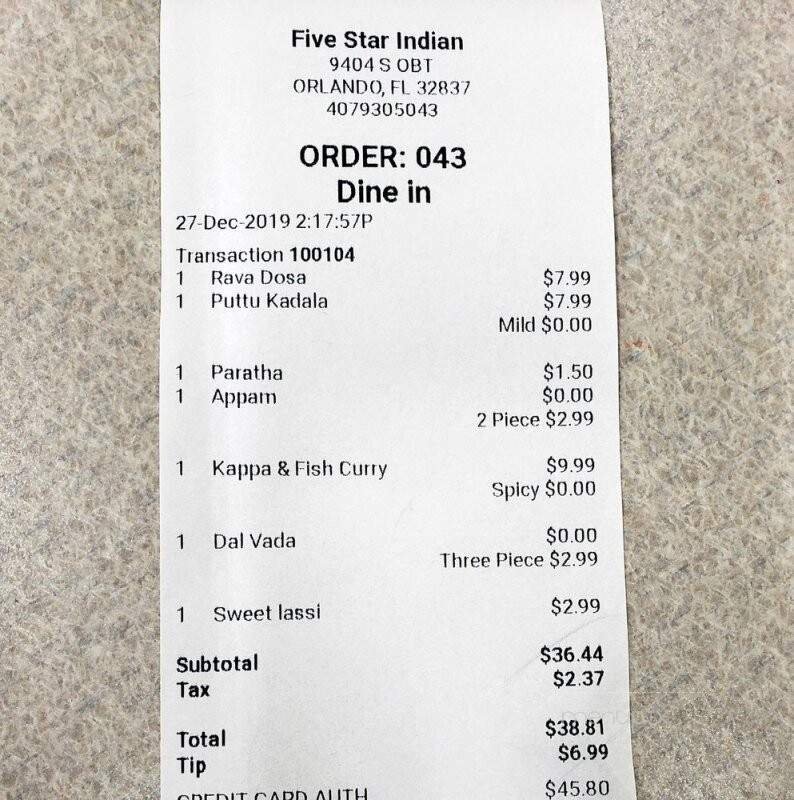 Five Star Indian
9404 S OBT
ORLANDO, FL 32837
4079305043
ORDER: 043
Dine in
27-Dec-2019 2:17:57P
Transaction 100104
1 Rava Dosa $7.99
1 Puttu Kadala $7.99
Mild $0.00
1 Paratha $1.50
1 Appam $0.00
2 Piece $2.99
1 Kappa & Fish Curry $9.99
Spicy $0.00
1 Dal Vada $0.00
Three Piece $2.99
1 Sweet lassi $2.99
Subtotal $36.44
Tax $2.37
Total $38.81
Tip $6.99
CREDIT CARD AUTH $45.80